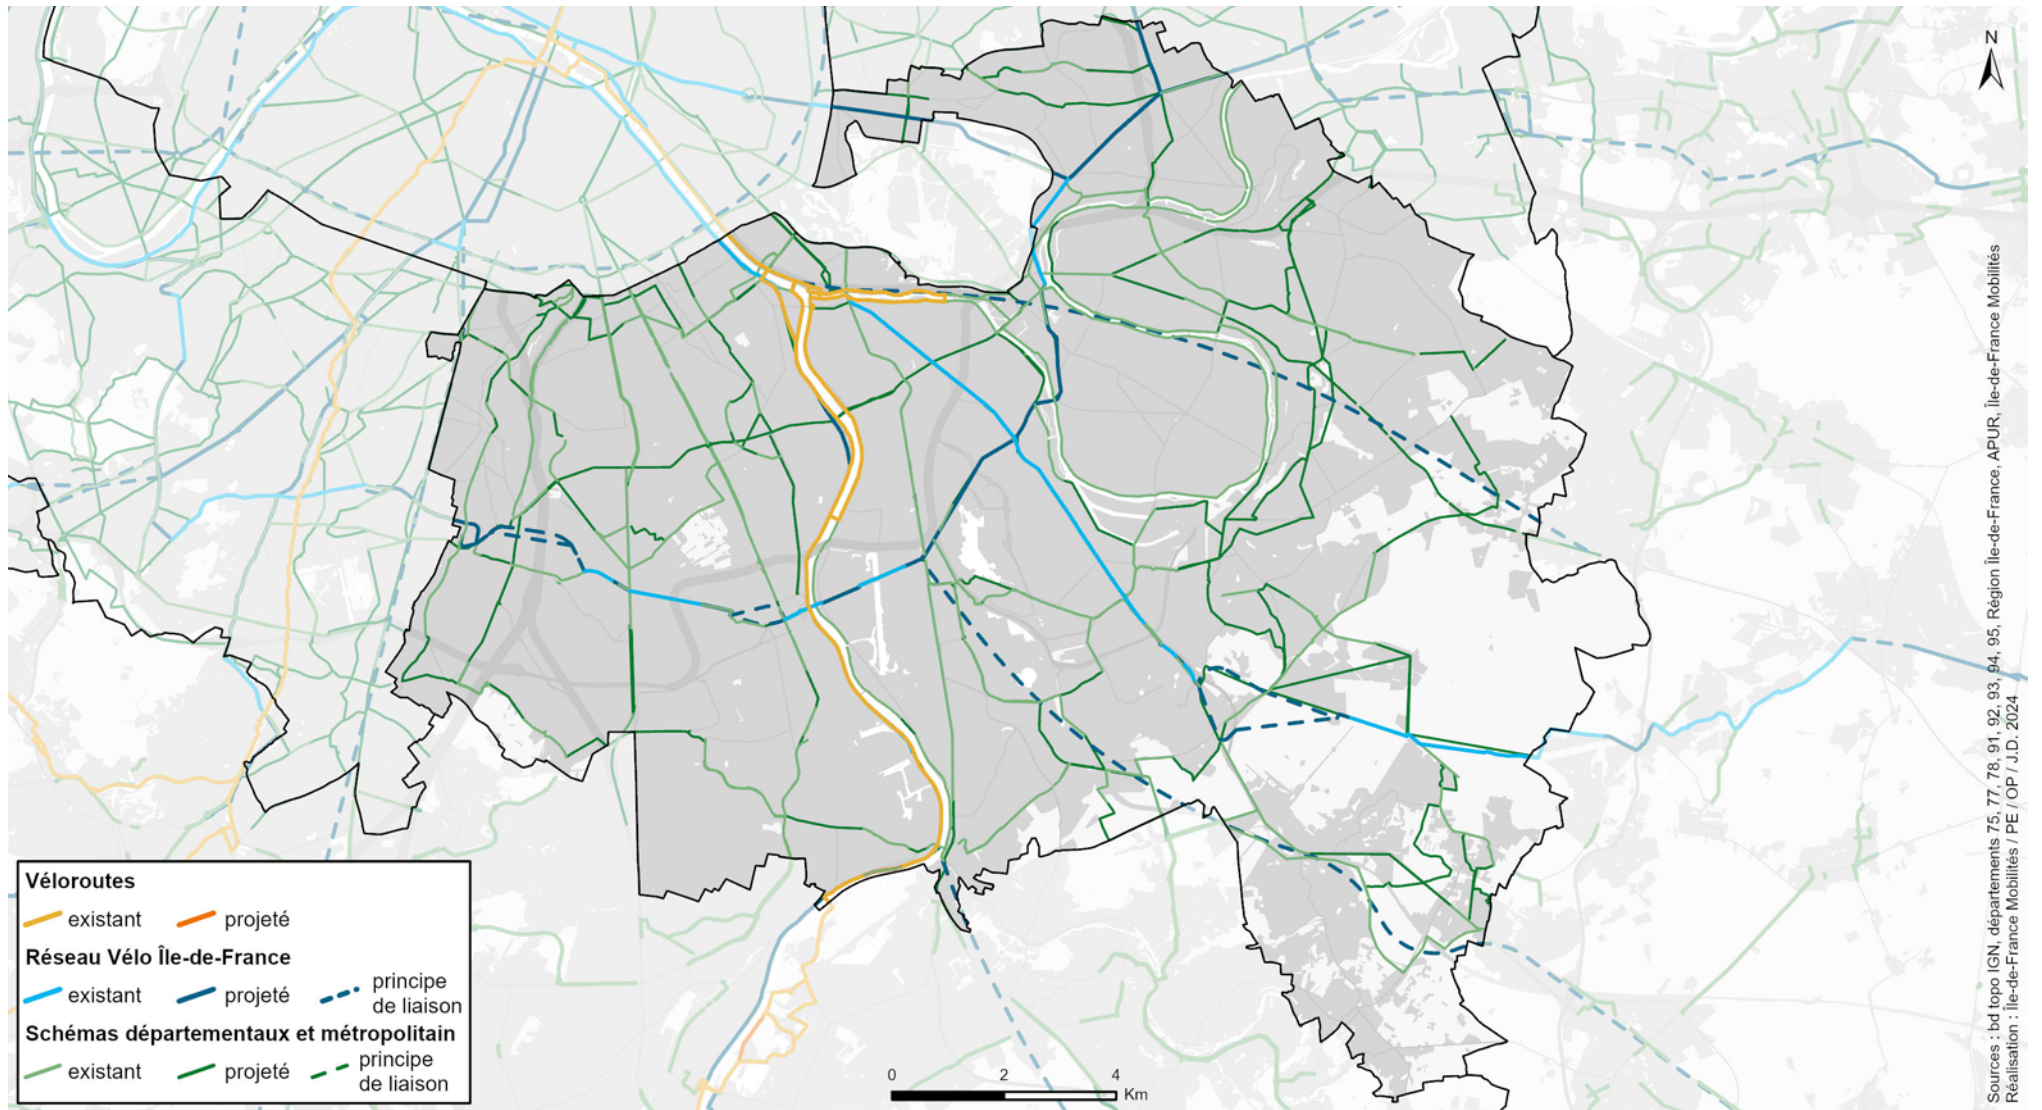 N
Véloroutes
existant projeté
Réseau Vélo Île-de-France
existant projeté principe
de liaison
Schémas départementaux et métropolitain
existant projeté principe
de liaison
0 2 4
Km
Sources : bd topo IGN, départements 75, 77, 78, 91, 92, 93, 94, 95, Région Île-de-France, APUR, Île-de-France Mobilités
Réalisation : Île-de-France Mobilités / PE / OP / J.D. 2024